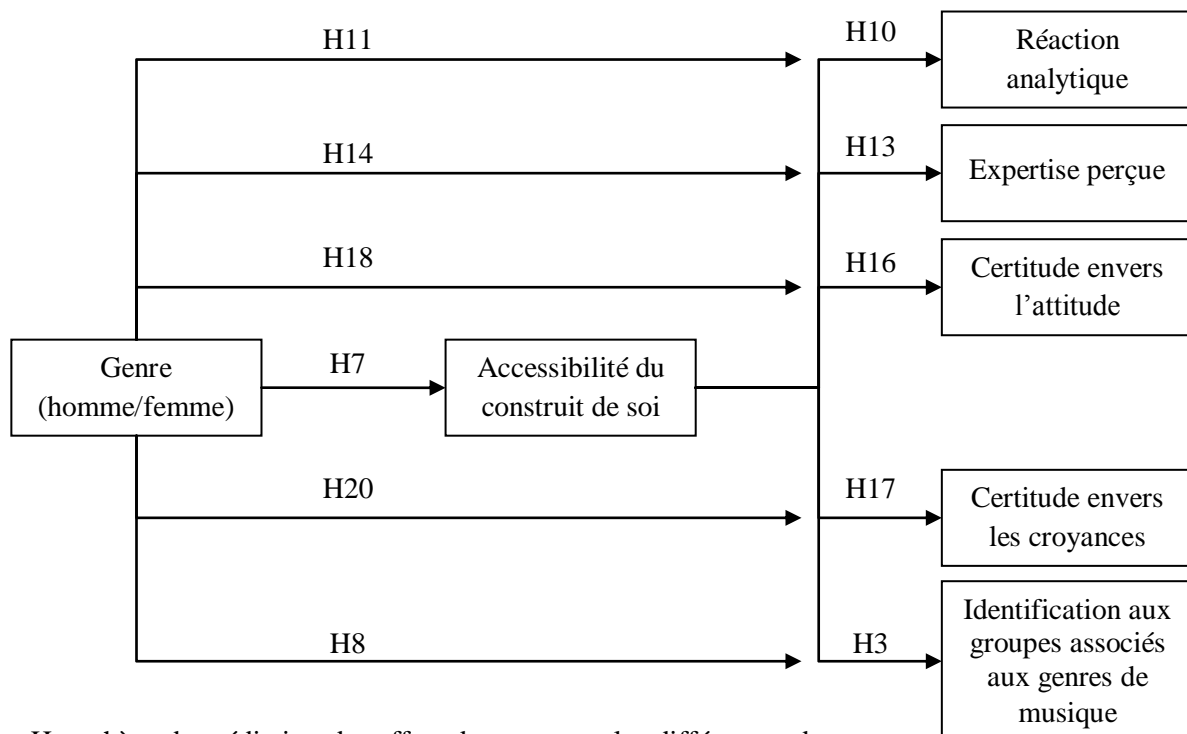 H11
H10
Réaction
analytique
H14
H13
Expertise perçue
H18
H16
Certitude envers
l'attitude
Genre
(homme/femme)
H7
Accessibilité du
construit de soi
H20
H17
Certitude envers
les croyances
H8
H3
Identification aux
groupes associés
aux genres de
musique